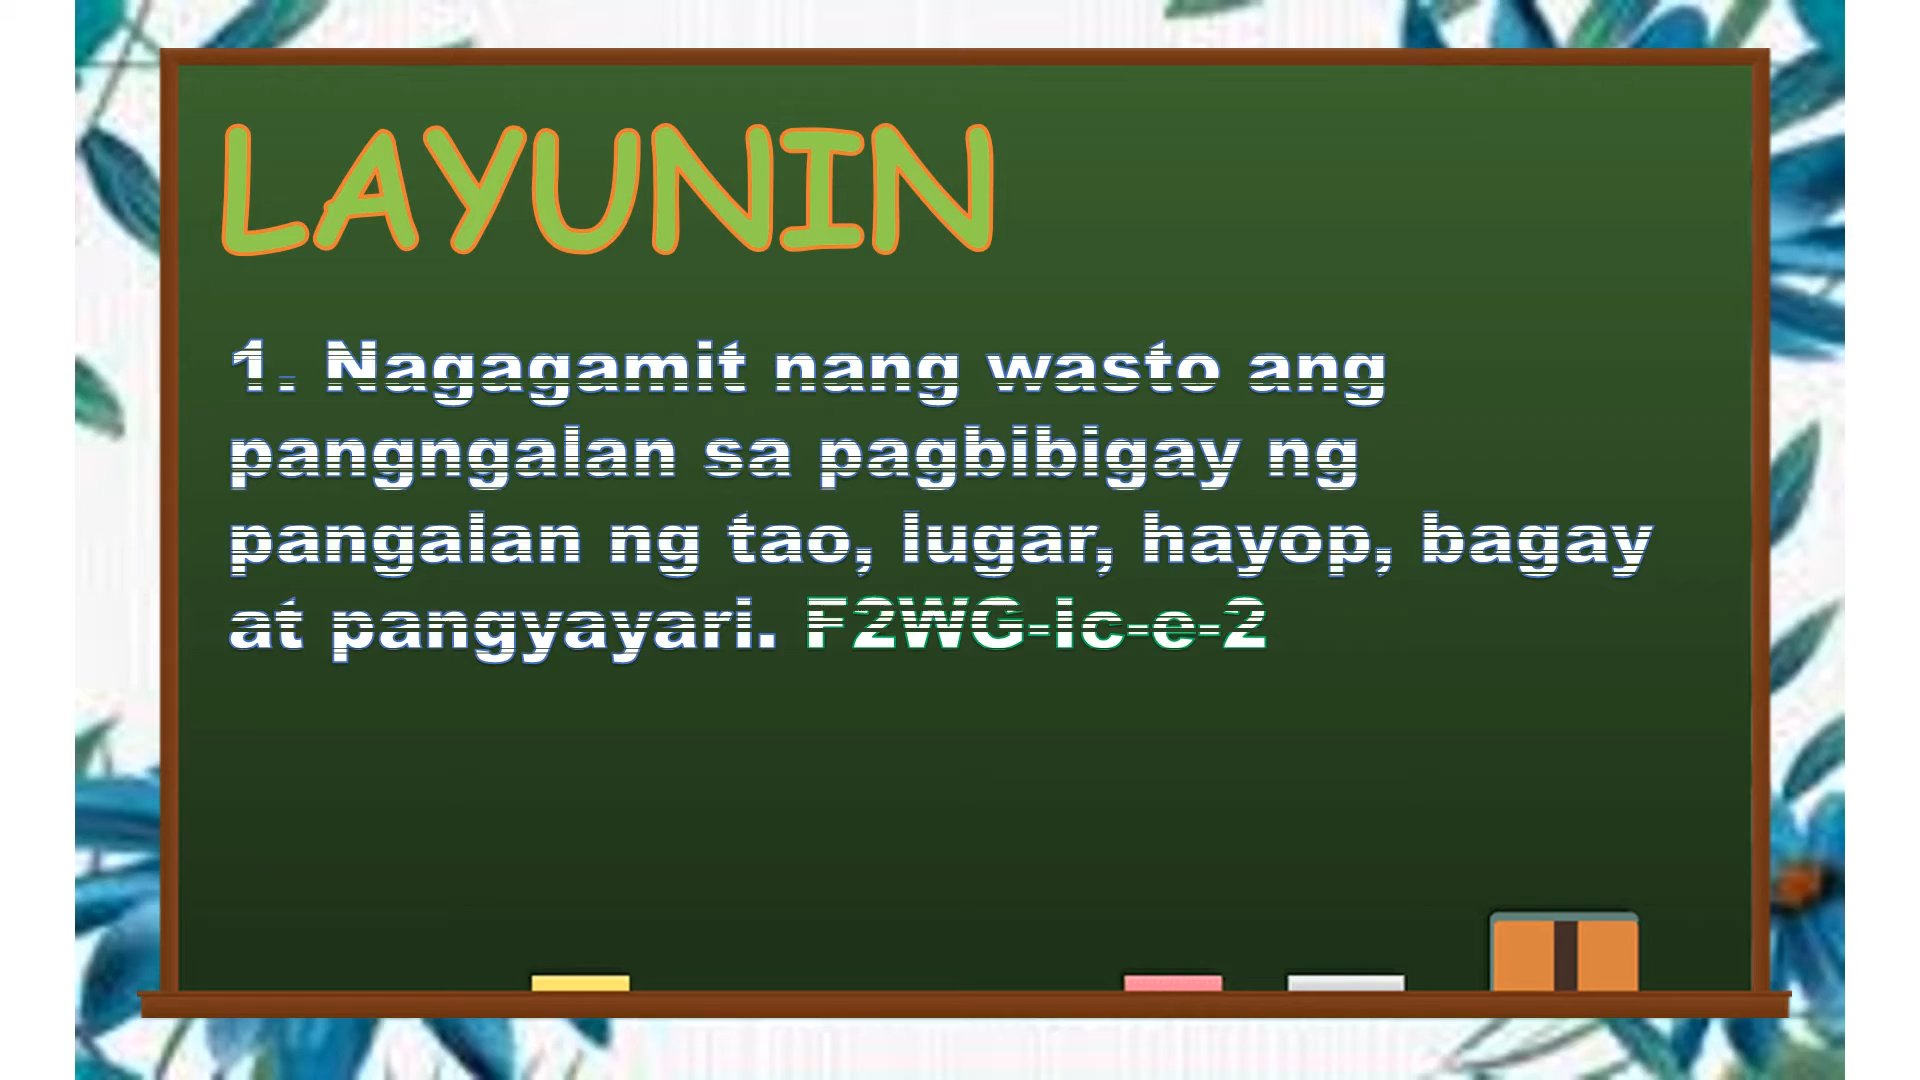 LAYUNIN
1. Nagagamit nang wasto ang
pangngalan sa pagbibigay ng
pangalan ng tao, lugar, hayop, bagay
at pangyayari. F2WG-Ic-e-2